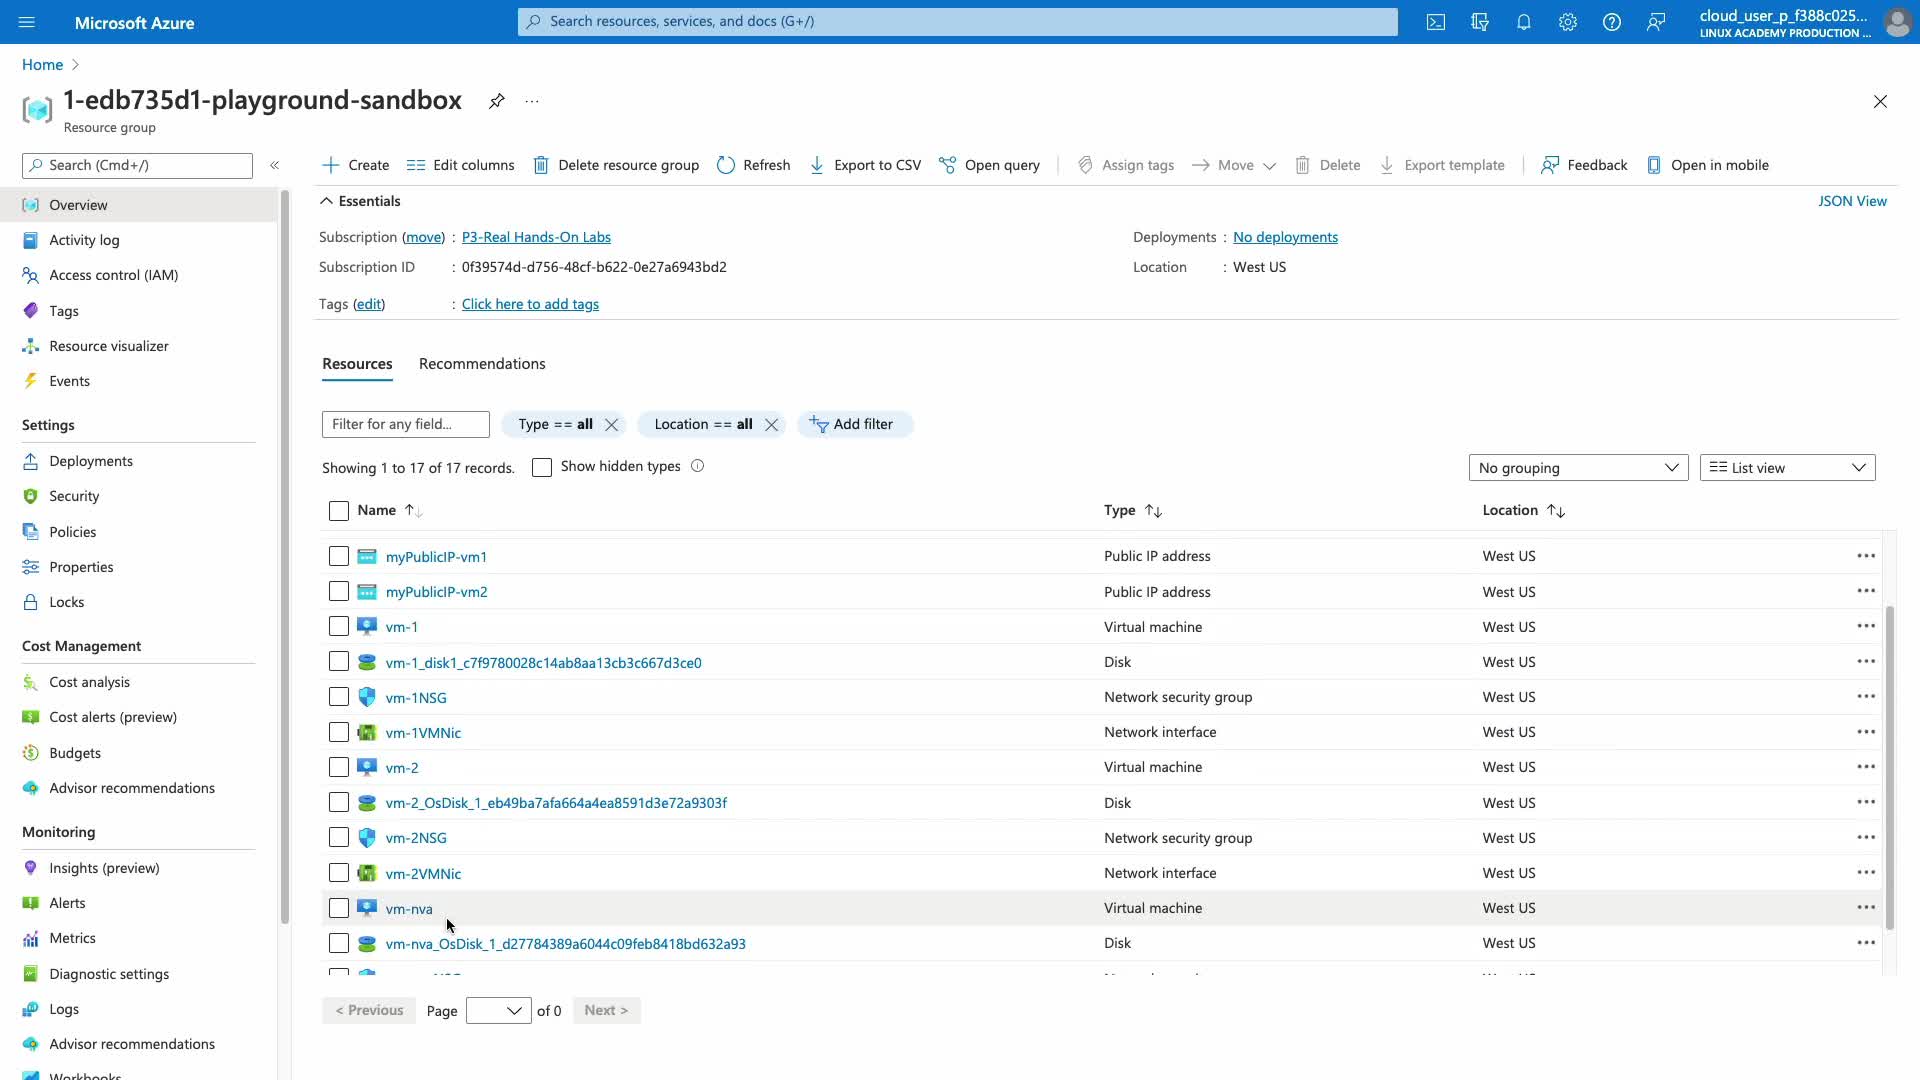 Microsoft Azure
Search resources, services, and docs (G+/)
cloud_user_p_f388c025...
LINUX ACADEMY PRODUCTION ...
Home
1-edb735d1-playground-sandbox
Resource group
Search (Cmd+/)
Create
Edit columns
Delete resource group
Refresh
Export to CSV
Open query
Assign tags
Move
Delete
Export template
Feedback
Open in mobile
Overview
Activity log
Access control (IAM)
Tags
Resource visualizer
Events
Settings
Deployments
Security
Policies
Properties
Locks
Cost Management
Cost analysis
Cost alerts (preview)
Budgets
Advisor recommendations
Monitoring
Insights (preview)
Alerts
Metrics
Diagnostic settings
Logs
Advisor recommendations
Workbooks
Essentials
JSON View
Subscription (move) : P3-Real Hands-On Labs
Deployments : No deployments
Subscription ID : 0f39574d-d756-48cf-b622-0e27a6943bd2
Location : West US
Tags (edit) : Click here to add tags
Resources
Recommendations
Filter for any field...
Type == all
Location == all
Add filter
Showing 1 to 17 of 17 records.
Show hidden types
No grouping
List view
Name
Type
Location
myPublicIP-vm1 Public IP address West US
myPublicIP-vm2 Public IP address West US
vm-1 Virtual machine West US
vm-1_disk1_c7f9780028c14ab8aa13cb3c667d3ce0 Disk West US
vm-1NSG Network security group West US
vm-1VMNic Network interface West US
vm-2 Virtual machine West US
vm-2_OsDisk_1_eb49ba7afa664a4ea8591d3e72a9303f Disk West US
vm-2NSG Network security group West US
vm-2VMNic Network interface West US
vm-nva Virtual machine West US
vm-nva_OsDisk_1_d27784389a6044c09feb8418bd632a93 Disk West US
< Previous
Page
of 0
Next >